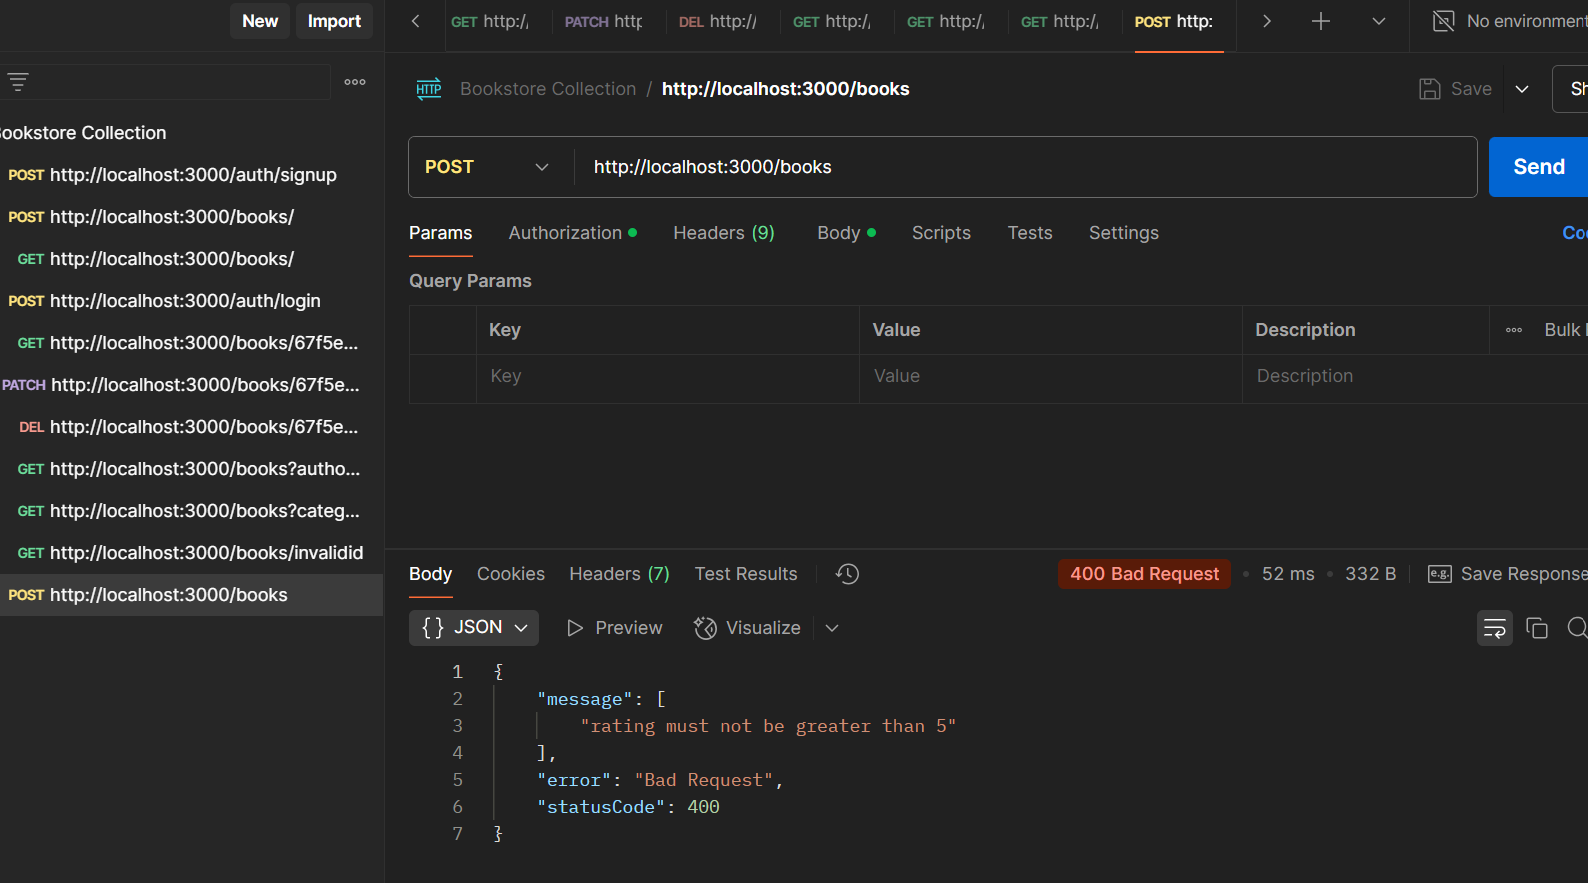 New Import
ookstore Collection
POST http://localhost:3000/auth/signup
POST http://localhost:3000/books/
GET http://localhost:3000/books/
POST http://localhost:3000/auth/login
GET http://localhost:3000/books/67f5e...
PATCH http://localhost:3000/books/67f5e...
DEL http://localhost:3000/books/67f5e...
GET http://localhost:3000/books?autho...
GET http://localhost:3000/books?categ...
GET http://localhost:3000/books/invalidid
POST http://localhost:3000/books
GET http:// PATCH http DEL http:// GET http:/ GET http:/ GET http:/ POST http: No environment
HTTP Bookstore Collection / http://localhost:3000/books Save Sh
POST http://localhost:3000/books Send
Params Authorization Headers (9) Body Scripts Tests Settings Coo
Query Params
Key Value Description Bulk
Key Value Description
Body Cookies Headers (7) Test Results 400 Bad Request • 52 ms • 332 B e.g. Save Response
{} JSON Preview Visualize
1 {
2 "message": [
3 "rating must not be greater than 5"
4 ],
5 "error": "Bad Request",
6 "statusCode": 400
7 }